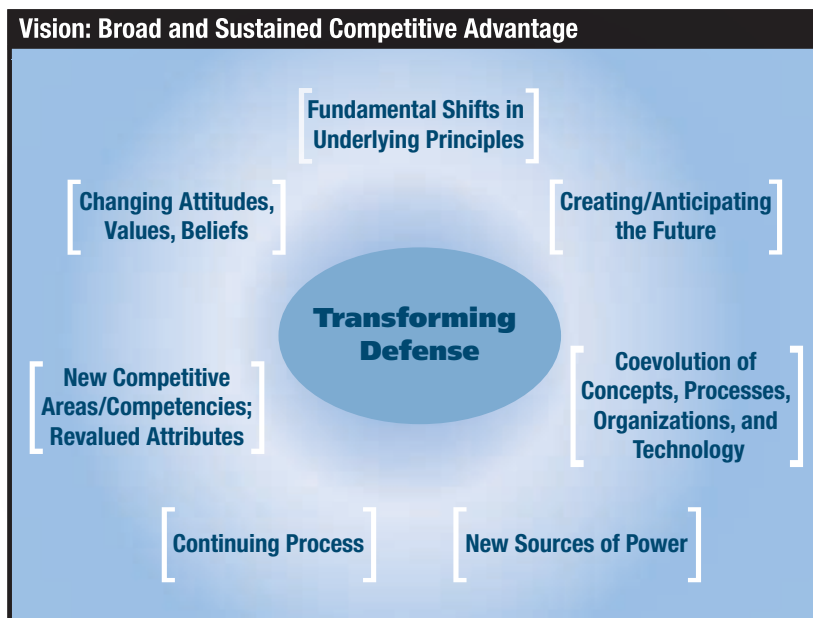 Vision: Broad and Sustained Competitive Advantage
Fundamental Shifts in
Underlying Principles
Changing Attitudes,
Values, Beliefs
Creating/Anticipating
the Future
Transforming
Defense
New Competitive
Areas/Competencies;
Revalued Attributes
Coevolution of
Concepts, Processes,
Organizations, and
Technology
Continuing Process
New Sources of Power